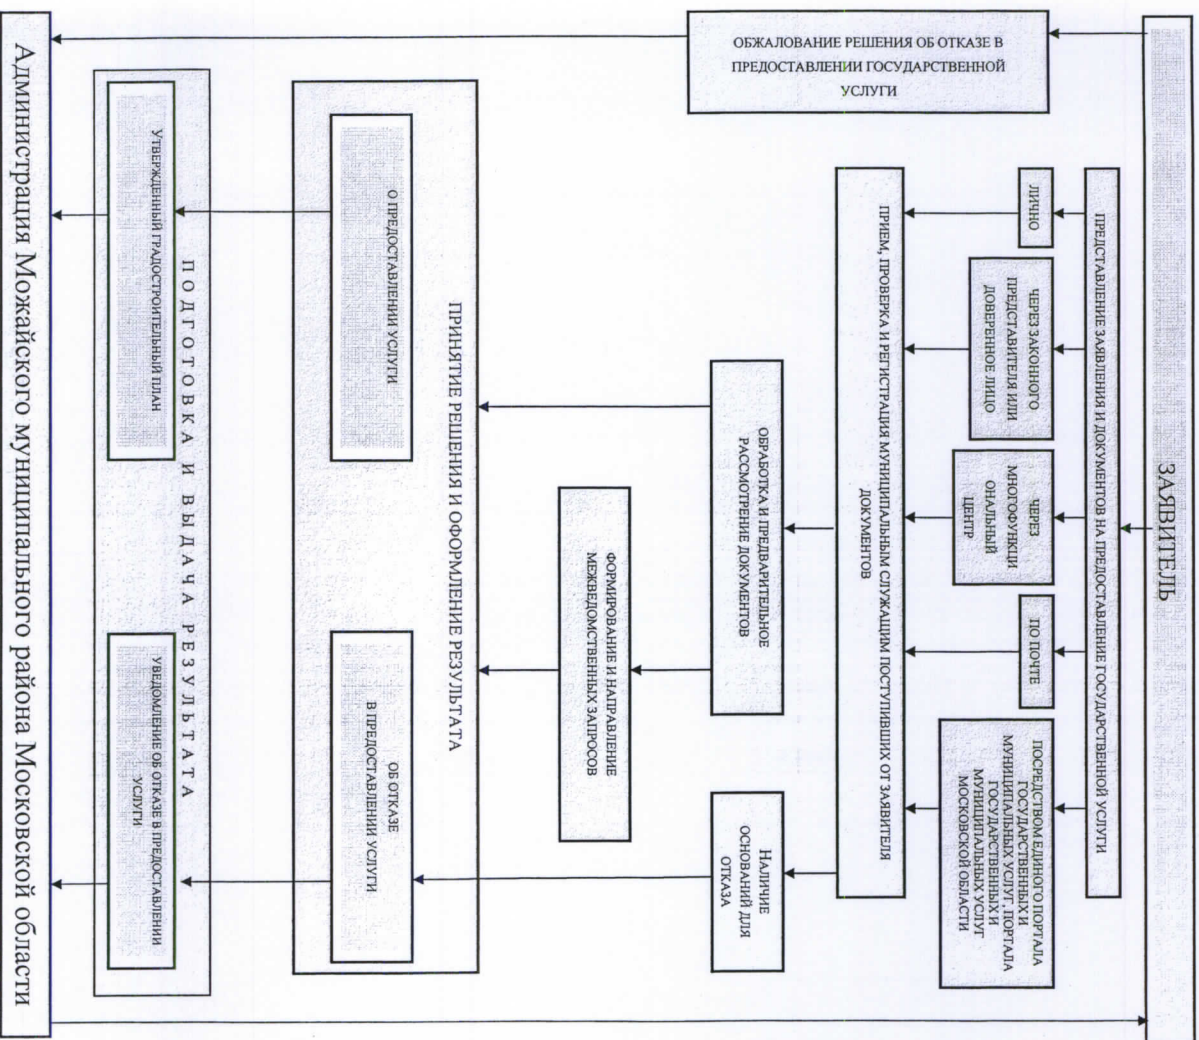 ЗАЯВИТЕЛЬ
ПРЕДСТАВЛЕНИЕ ЗАЯВЛЕНИЯ И ДОКУМЕНТОВ НА ПРЕДОСТАВЛЕНИЕ ГОСУДАРСТВЕННОЙ УСЛУГИ
ОБЖАЛОВАНИЕ РЕШЕНИЯ ОБ ОТКАЗЕ В
ПРЕДОСТАВЛЕНИИ ГОСУДАРСТВЕННОЙ
УСЛУГИ
ЛИЧНО
ЧЕРЕЗ ЗАКОННОГО
ПРЕДСТАВИТЕЛЯ ИЛИ
ДОВЕРЕННОЕ ЛИЦО
ЧЕРЕЗ
МНОГОФУНКЦИ
ОНАЛЬНЫЙ
ЦЕНТР
ПО ПОЧТЕ
ПОСРЕДСТВОМ ЕДИНОГО ПОРТАЛА
ГОСУДАРСТВЕННЫХ И
МУНИЦИПАЛЬНЫХ УСЛУГ, ПОРТАЛА
ГОСУДАРСТВЕННЫХ И
МУНИЦИПАЛЬНЫХ УСЛУГ
МОСКОВСКОЙ ОБЛАСТИ
ПРИЕМ, ПРОВЕРКА И РЕГИСТРАЦИЯ МУНИЦИПАЛЬНЫМ СЛУЖАЩИМ ПОСТУПИВШИХ ОТ ЗАЯВИТЕЛЯ
ДОКУМЕНТОВ
ОБРАБОТКА И ПРЕДВАРИТЕЛЬНОЕ
РАССМОТРЕНИЕ ДОКУМЕНТОВ
НАЛИЧИЕ
ОСНОВАНИЙ ДЛЯ
ОТКАЗА
ФОРМИРОВАНИЕ И НАПРАВЛЕНИЕ
МЕЖВЕДОМСТВЕННЫХ ЗАПРОСОВ
ПРИНЯТИЕ РЕШЕНИЯ И ОФОРМЛЕНИЕ РЕЗУЛЬТАТА
О ПРЕДОСТАВЛЕНИИ УСЛУГИ
ОБ ОТКАЗЕ
В ПРЕДОСТАВЛЕНИИ УСЛУГИ
ПОДГОТОВКА И ВЫДАЧА РЕЗУЛЬТАТА
УТВЕРЖДЕННЫЙ ГРАДОСТРОИТЕЛЬНЫЙ ПЛАН
УВЕДОМЛЕНИЕ ОБ ОТКАЗЕ В ПРЕДОСТАВЛЕНИИ
УСЛУГИ
Администрация Можайского муниципального района Московской области